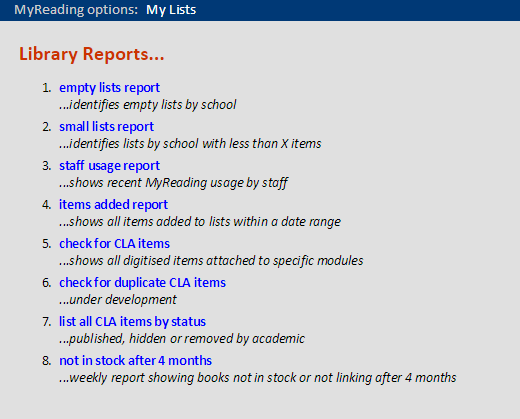 MyReading options: My Lists
Library Reports...
1. empty lists report
...identifies empty lists by school
2. small lists report
...identifies lists by school with less than X items
3. staff usage report
...shows recent MyReading usage by staff
4. items added report
...shows all items added to lists within a date range
5. check for CLA items
...shows all digitised items attached to specific modules
6. check for duplicate CLA items
...under development
7. list all CLA items by status
...published, hidden or removed by academic
8. not in stock after 4 months
...weekly report showing books not in stock or not linking after 4 months